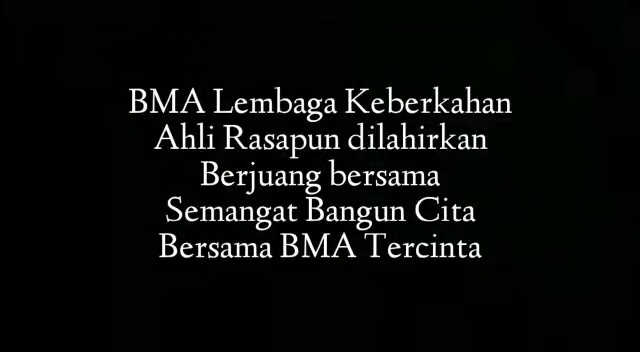 BMA Lembaga Keberkahan
Ahli Rasapun dilahirkan
Berjuang bersama
Semangat Bangun Cita
Bersama BMA Tercinta